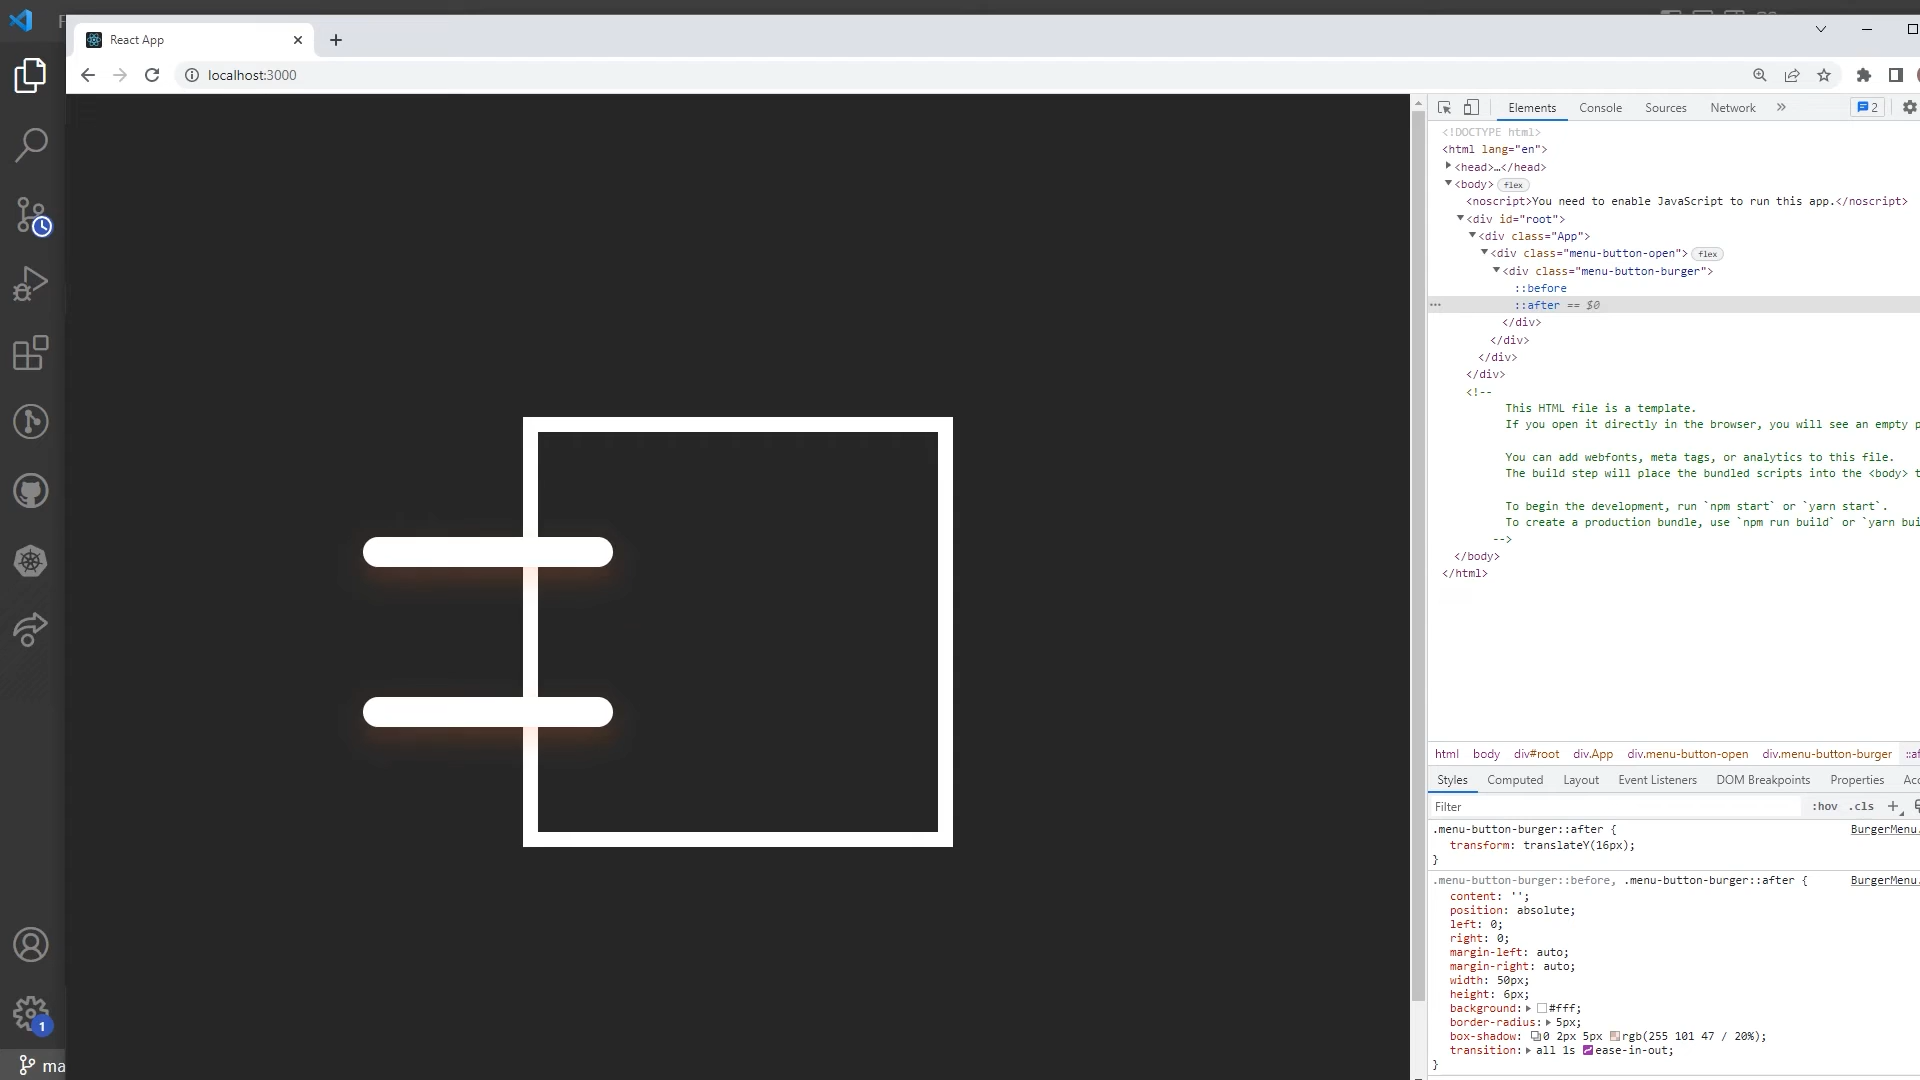 React App
localhost:3000
Elements Console Sources Network 2
<!DOCTYPE html>
<html lang="en">
<head>…</head>
<body> flex
<noscript>You need to enable JavaScript to run this app.</noscript>
<div id="root">
<div class="App">
<div class="menu-button-open"> flex
<div class="menu-button-burger">
::before
::after == $0
</div>
</div>
</div>
</div>
<!--
This HTML file is a template.
If you open it directly in the browser, you will see an empty p
You can add webfonts, meta tags, or analytics to this file.
The build step will place the bundled scripts into the <body> t
To begin the development, run `npm start` or `yarn start`.
To create a production bundle, use `npm run build` or `yarn bui
-->
</body>
</html>
html body div#root div.App div.menu-button-open div.menu-button-burger ::af
Styles Computed Layout Event Listeners DOM Breakpoints Properties Acc
Filter :hov .cls
.menu-button-burger::after { BurgerMenu.
transform: translateY(16px);
}
.menu-button-burger::before, .menu-button-burger::after { BurgerMenu.
content: '';
position: absolute;
left: 0;
right: 0;
margin-left: auto;
margin-right: auto;
width: 50px;
height: 6px;
background: #fff;
border-radius: 5px;
box-shadow: 0 2px 5px rgb(255 101 47 / 20%);
transition: all 1s ease-in-out;
}
1
ma